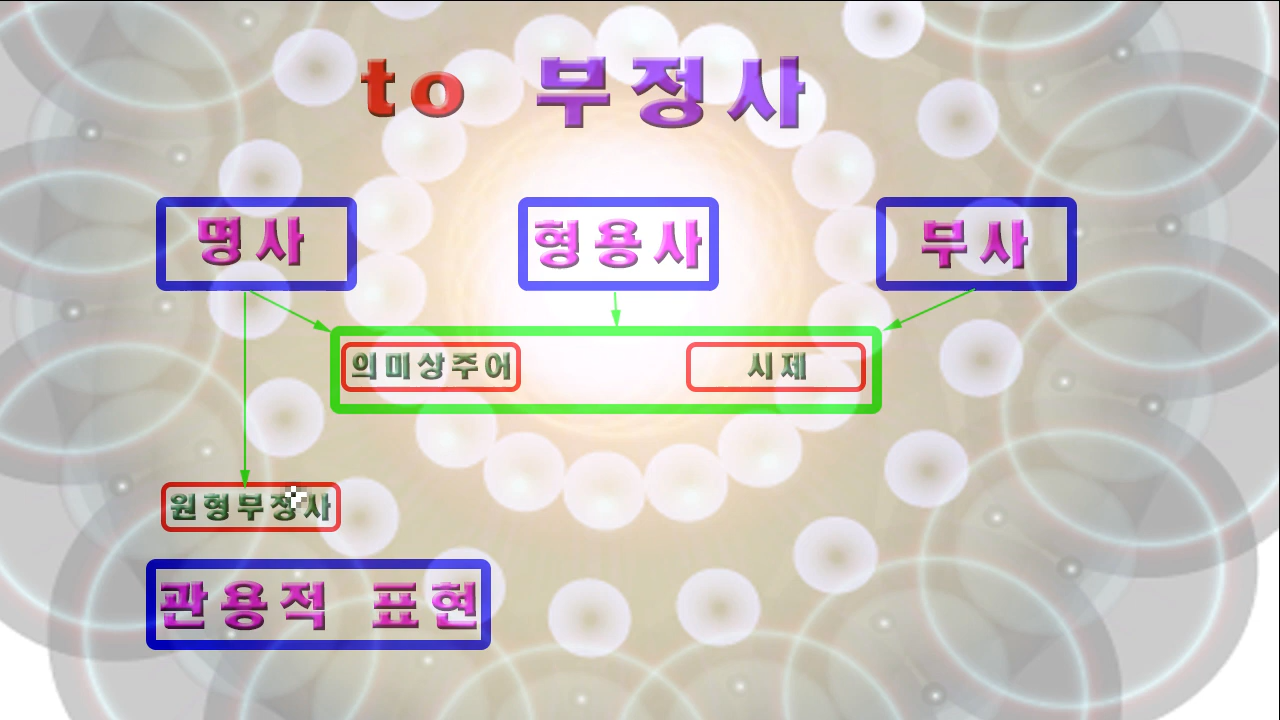 to 부정사
명사 형용사 부사
의미상주어 시제
원형부정사
관용적 표현